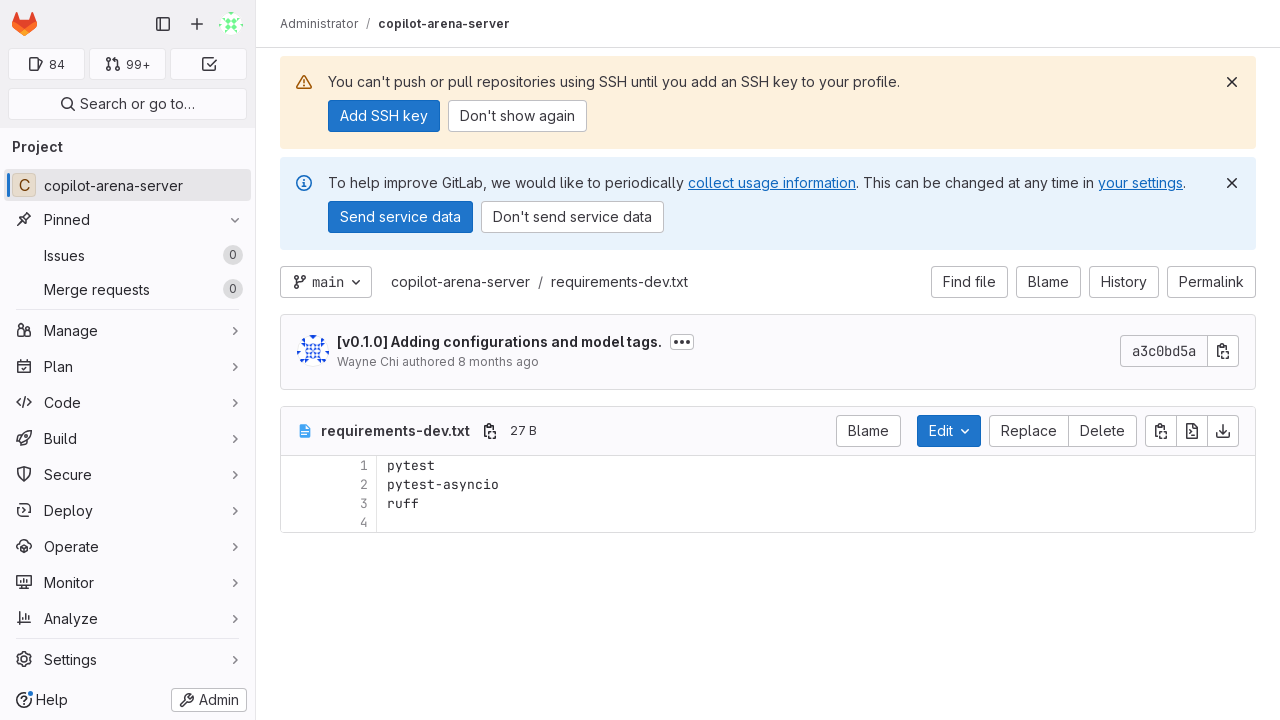 Administrator / copilot-arena-server
84
99+
Search or go to…
Project
C copilot-arena-server
Pinned
Issues 0
Merge requests 0
Manage
Plan
Code
Build
Secure
Deploy
Operate
Monitor
Analyze
Settings
Help
Admin
You can't push or pull repositories using SSH until you add an SSH key to your profile.
Add SSH key
Don't show again
To help improve GitLab, we would like to periodically collect usage information. This can be changed at any time in your settings.
Send service data
Don't send service data
main
copilot-arena-server / requirements-dev.txt
Find file
Blame
History
Permalink
[v0.1.0] Adding configurations and model tags.
Wayne Chi authored 8 months ago
a3c0bd5a
requirements-dev.txt
27 B
Blame
Edit
Replace
Delete
1 pytest
2 pytest-asyncio
3 ruff
4